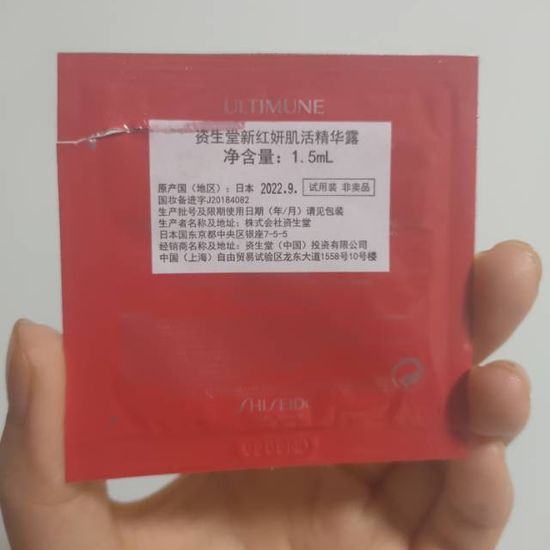 ULTIMUNE
资生堂新红妍肌活精华露
净含量：1.5mL
原产国（地区）：日本 2022.9. 试用装 非卖品
国妆备进字J20184082
生产批号及限期使用日期（年/月）请见包装
生产者名称及地址：株式会社资生堂
日本国东京都中央区银座7-5-5
经销商名称及地址：资生堂（中国）投资有限公司
中国（上海）自由贸易试验区龙东大道1558号10号楼
SHISEIDO